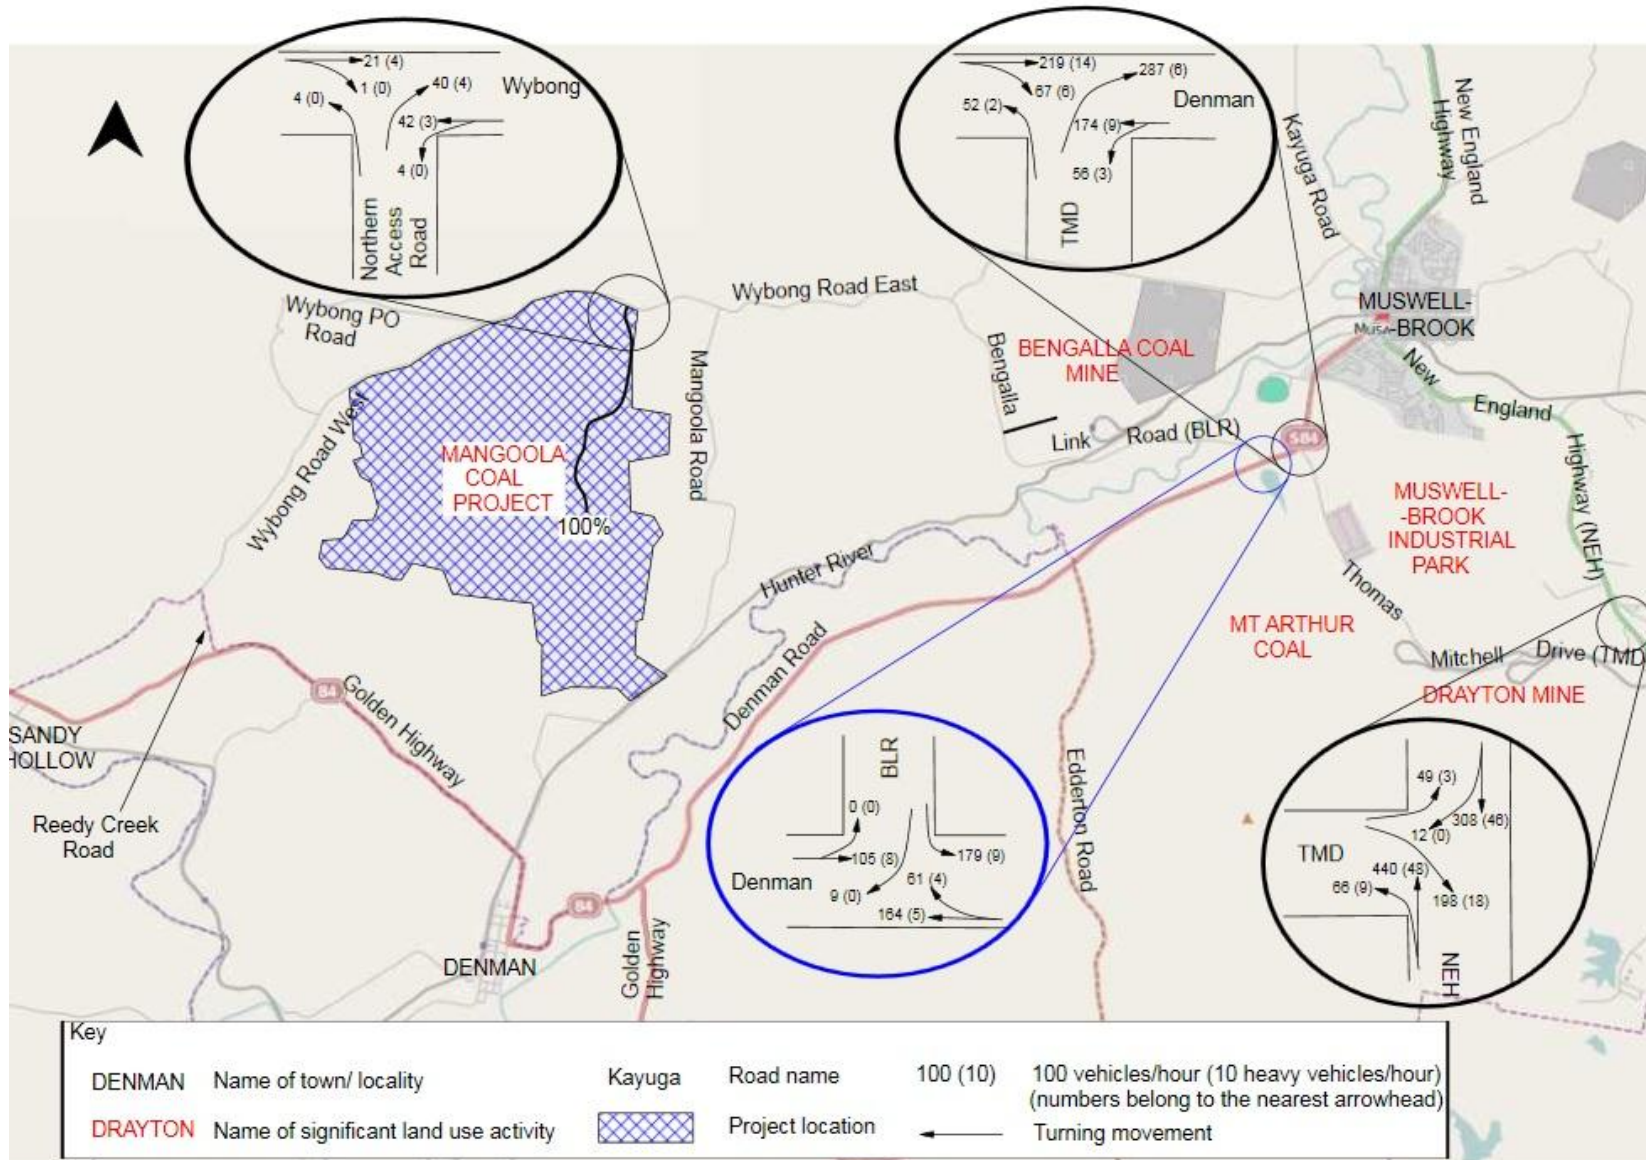 21 (4)
1 (0)
4 (0)
40 (4)
42 (3)
4 (0)
Wybong
Northern
Access
Road
219 (14)
67 (6)
52 (2)
287 (6)
174 (9)
56 (3)
Denman
TMD
Kayuga Road
New England
Highway
MUSWELL-
-BROOK
Wybong PO
Road
Wybong Road East
Wybong Road West
Mangoola Road
MANGOOLA
COAL
PROJECT
100%
Bengalla
Link
Road (BLR)
BENGALLA COAL
MINE
S84
New
England
Highway (NEH)
MUSWELL-
-BROOK
INDUSTRIAL
PARK
Thomas
Mitchell
Drive (TMD)
MT ARTHUR
COAL
DRAYTON MINE
Hunter River
Denman Road
Edderton Road
Golden Highway
84
84
SANDY
HOLLOW
Reedy Creek
Road
DENMAN
Golden
Highway
BLR
0 (0)
105 (8)
179 (9)
Denman
61 (4)
9 (0)
164 (5)
49 (3)
308 (46)
12 (0)
TMD
440 (48)
66 (9)
198 (18)
NEH
Key
DENMAN Name of town/ locality
DRAYTON Name of significant land use activity
Kayuga Road name
Project location
100 (10) 100 vehicles/hour (10 heavy vehicles/hour)
(numbers belong to the nearest arrowhead)
Turning movement